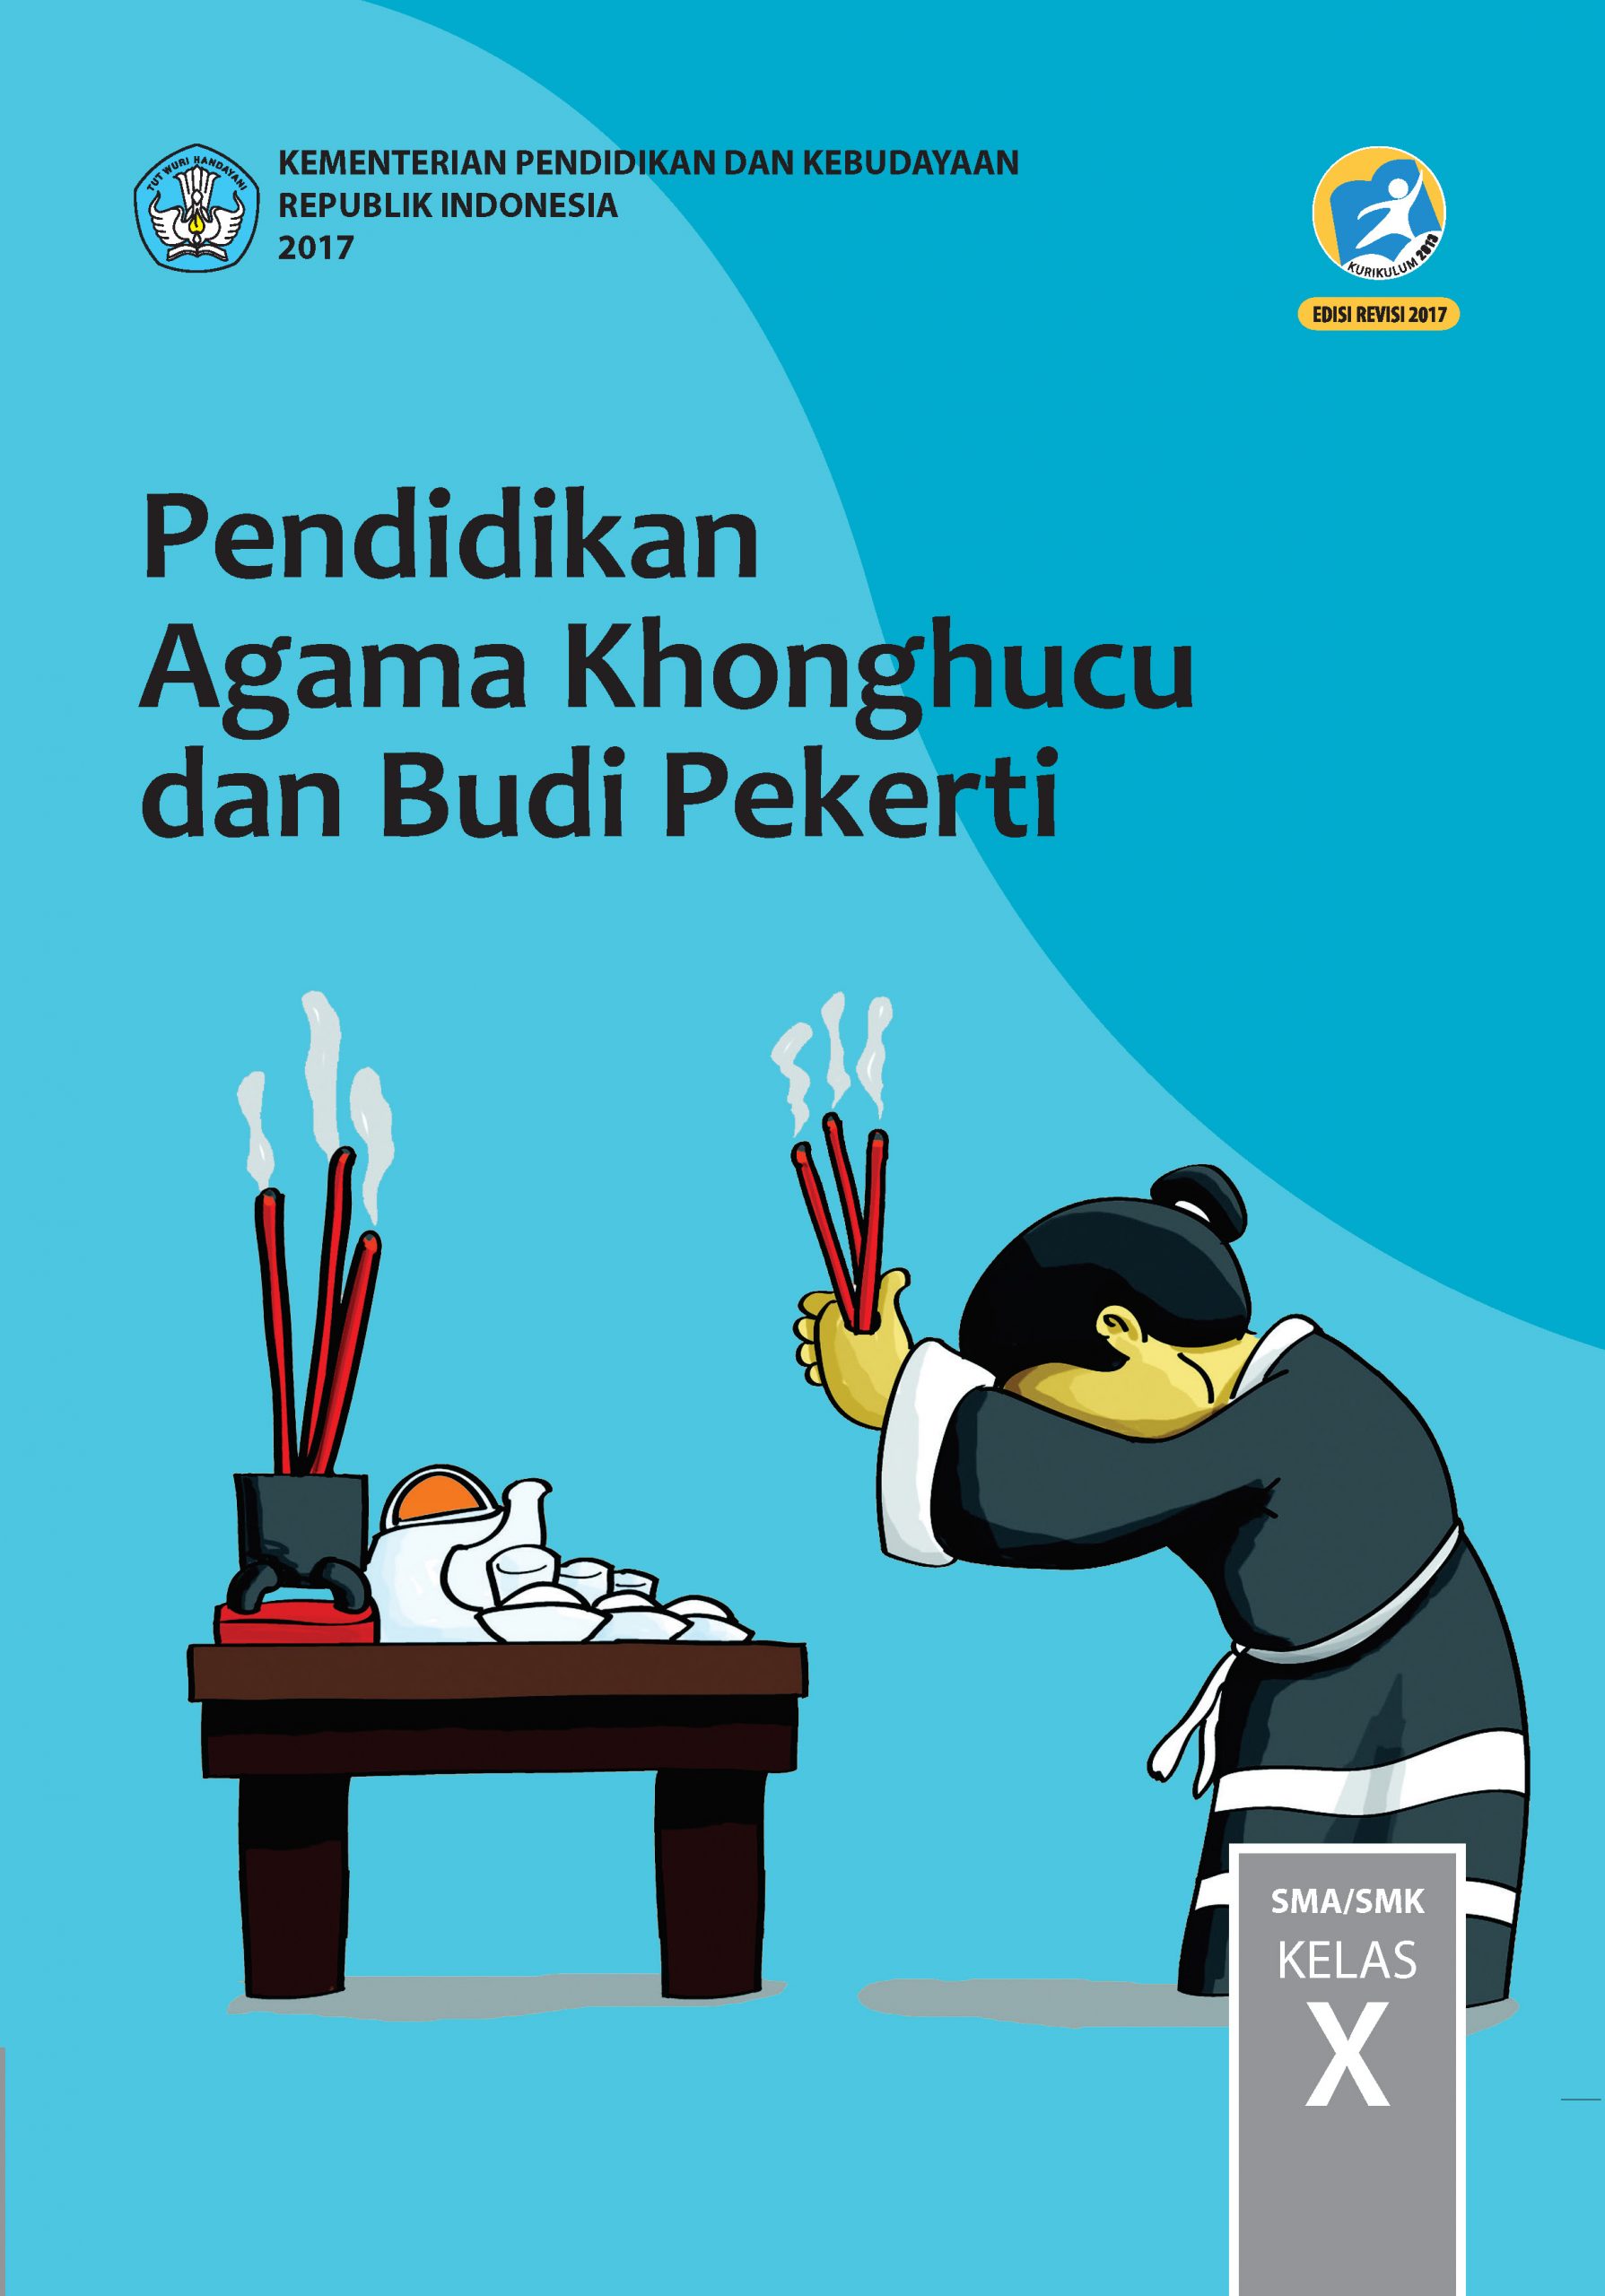 TUT WURI HANDAYANI
KEMENTERIAN PENDIDIKAN DAN KEBUDAYAAN
REPUBLIK INDONESIA
2017
KURIKULUM 2013
EDISI REVISI 2017
Pendidikan
Agama Khonghucu
dan Budi Pekerti
SMA/SMK
KELAS
X